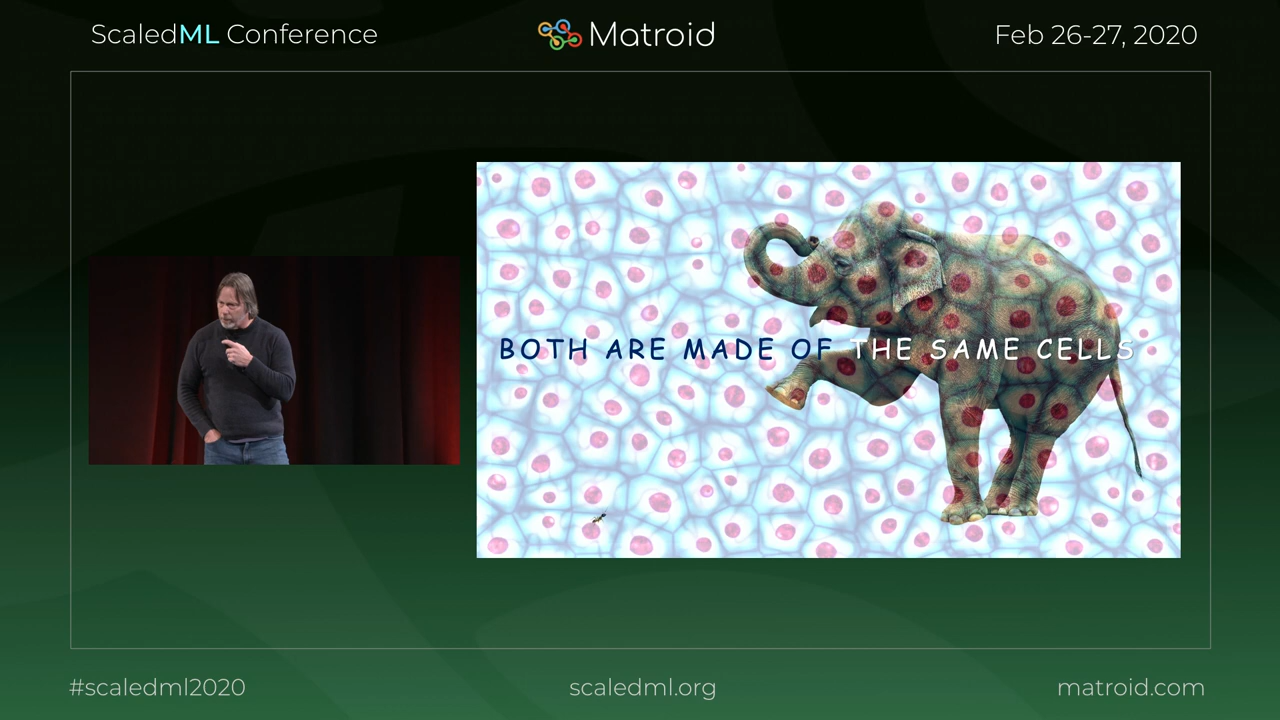 ScaledML Conference
Matroid
Feb 26-27, 2020
BOTH ARE MADE OF THE SAME CELLS
#scaledml2020
scaledml.org
matroid.com